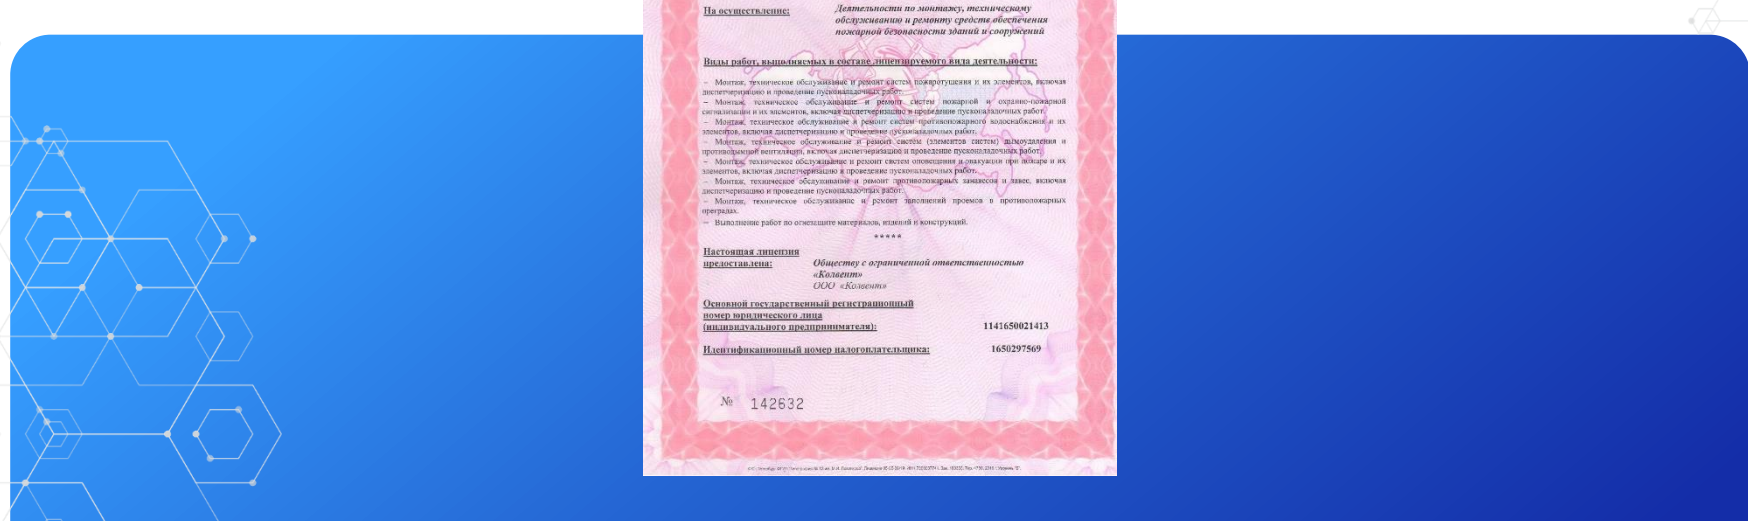 На осуществление:
Деятельности по монтажу, техническому
обслуживанию и ремонту средств обеспечения
пожарной безопасности зданий и сооружений
Виды работ, выполняемых в составе лицензируемого вида деятельности:
– Монтаж, техническое обслуживание и ремонт систем пожаротушения и их элементов, включая
диспетчеризацию и проведение пусконаладочных работ.
– Монтаж, техническое обслуживание и ремонт систем пожарной и охранно-пожарной
сигнализации и их элементов, включая диспетчеризацию и проведение пусконаладочных работ.
– Монтаж, техническое обслуживание и ремонт систем противопожарного водоснабжения и их
элементов, включая диспетчеризацию и проведение пусконаладочных работ.
– Монтаж, техническое обслуживание и ремонт систем (элементов систем) дымоудаления и
противодымной вентиляции, включая диспетчеризацию и проведение пусконаладочных работ.
– Монтаж, техническое обслуживание и ремонт систем оповещения и эвакуации при пожаре и их
элементов, включая диспетчеризацию и проведение пусконаладочных работ.
– Монтаж, техническое обслуживание и ремонт противопожарных занавесов и завес, включая
диспетчеризацию и проведение пусконаладочных работ.
– Монтаж, техническое обслуживание и ремонт заполнений проемов в противопожарных
преградах.
– Выполнение работ по огнезащите материалов, изделий и конструкций.
*****
Настоящая лицензия
предоставлена:
Обществу с ограниченной ответственностью
«Колвент»
ООО «Колвент»
Основной государственный регистрационный
номер юридического лица
(индивидуального предпринимателя): 1141650021413
Идентификационный номер налогоплательщика: 1650297569
№ 142632